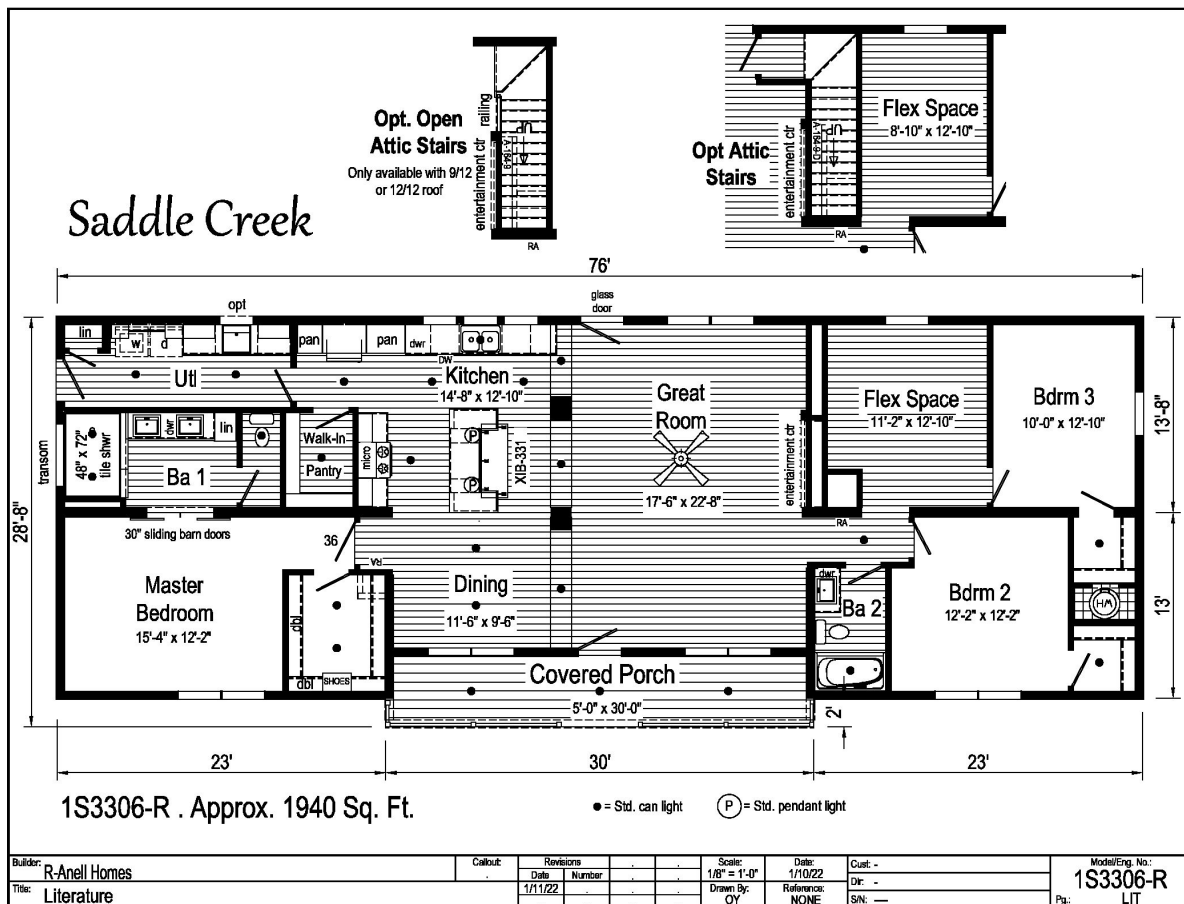 Saddle Creek
Opt. Open
Attic Stairs
Only available with 9/12
or 12/12 roof
railing
entertainment ctr
UP
A-184-9
RA
Opt Attic
Stairs
entertainment ctr
UP
A-184-9-D
RA
Flex Space
8'-10" x 12'-10"
76'
28'-8"
13'-8"
13'
opt
glass
door
lin
w
d
Utl
pan
pan
dwr
DW
Kitchen
14'-8" x 12'-10"
Great
Room
17'-6" x 22'-8"
entertainment ctr
Flex Space
11'-2" x 12'-10"
Bdrm 3
10'-0" x 12'-10"
transom
48" x 72"
tile shwr
dwr
lin
Ba 1
Walk-In
Pantry
micro
P
P
XIB-331
30" sliding barn doors
36
RA
RA
Master
Bedroom
15'-4" x 12'-2"
dbl
dbl
SHOES
Dining
11'-6" x 9'-6"
dwr
Ba 2
Bdrm 2
12'-2" x 12'-2"
HW
Covered Porch
5'-0" x 30'-0"
2'
23'
30'
23'
1S3306-R . Approx. 1940 Sq. Ft.
= Std. can light
P = Std. pendant light
Builder:
R-Anell Homes
Title:
Literature
Callout:
Revisions
Date Number
1/11/22
Scale:
1/8" = 1'-0"
Drawn By:
OY
Date:
1/10/22
Reference:
NONE
Cust: -
Dlr: -
S/N: —
Model/Eng. No.:
1S3306-R
Pg.: LIT